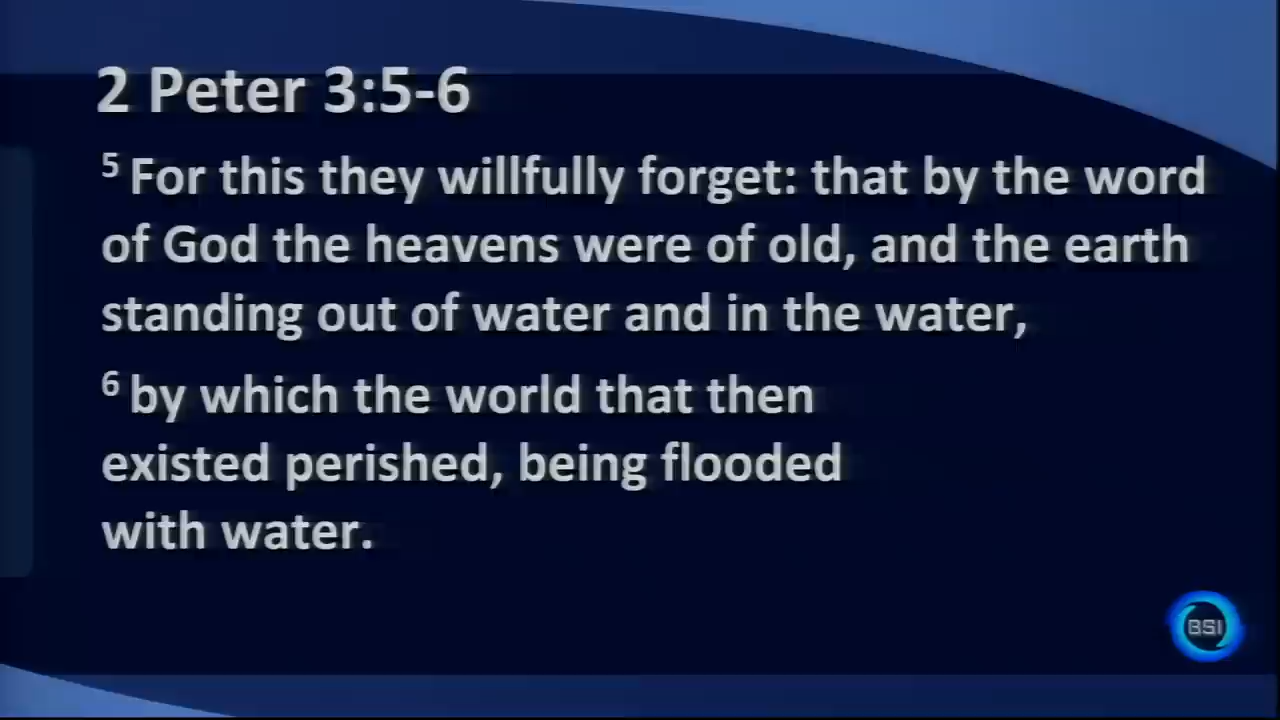 2 Peter 3:5-6
5 For this they willfully forget: that by the word
of God the heavens were of old, and the earth
standing out of water and in the water,
6 by which the world that then
existed perished, being flooded
with water.
BSI